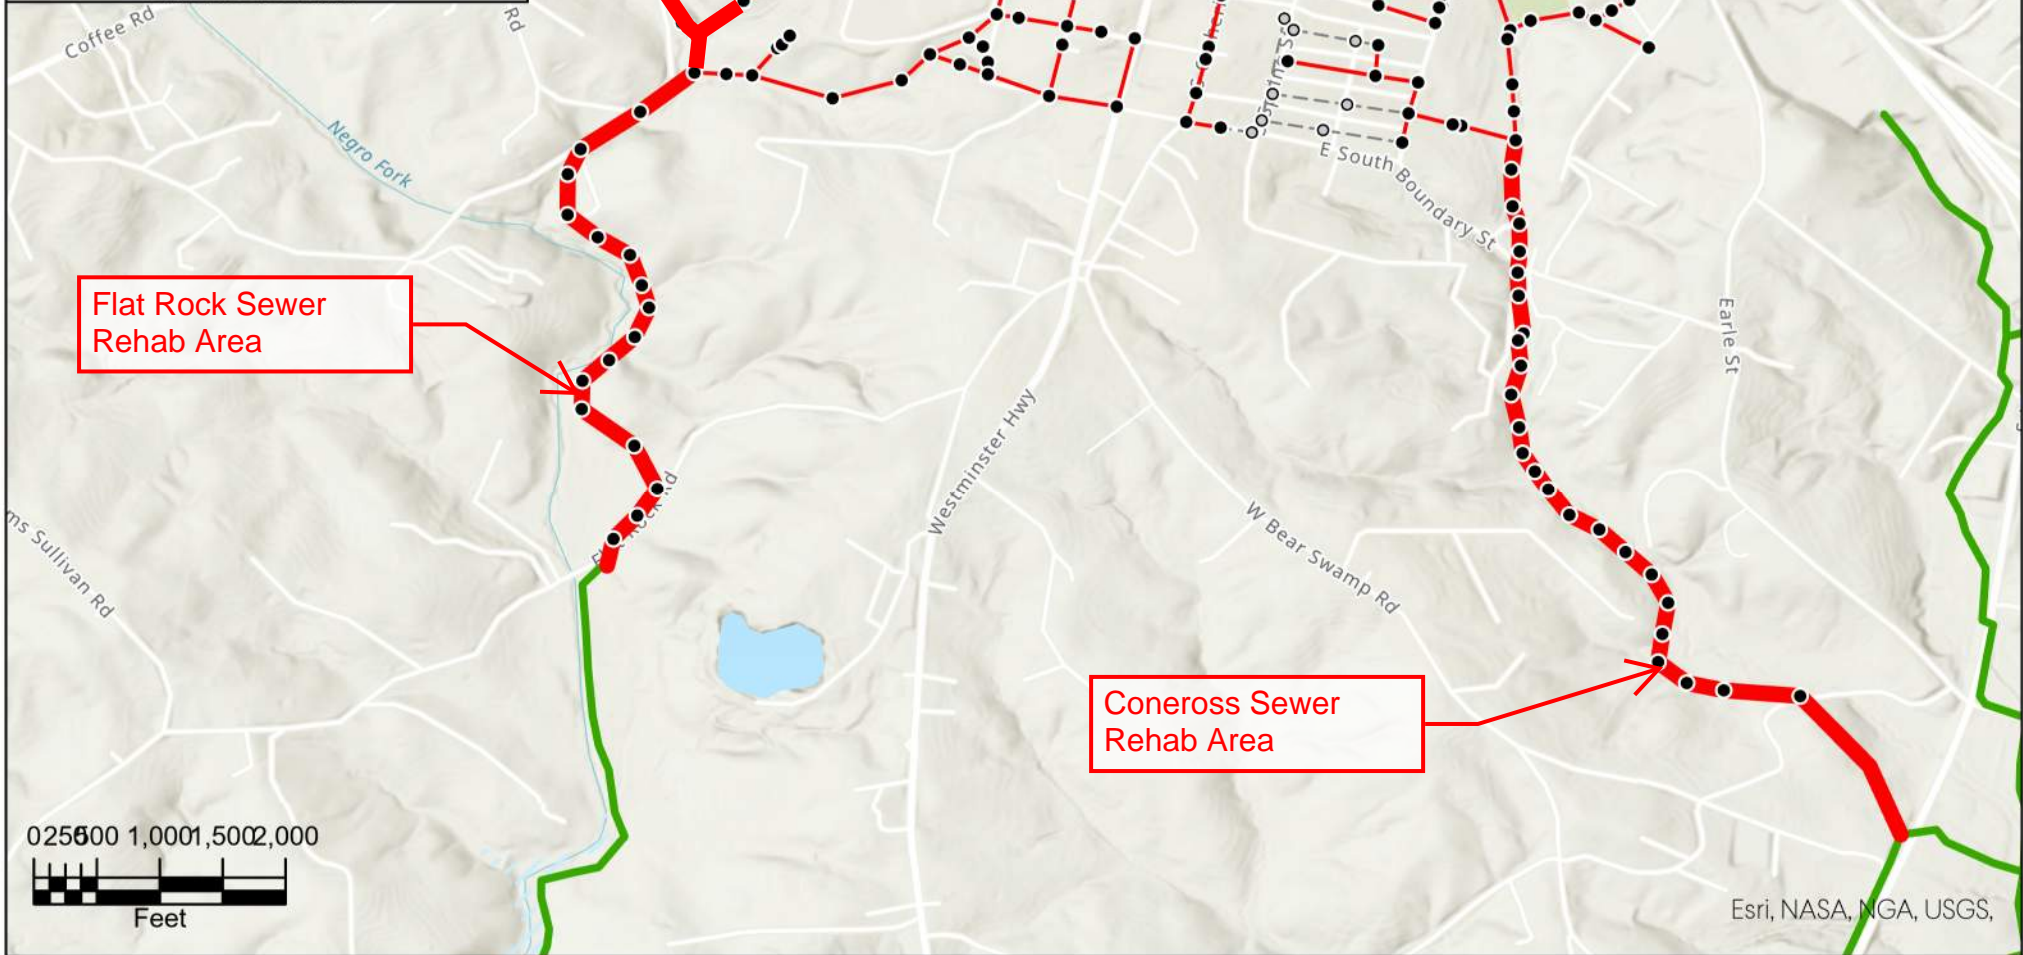 Coffee Rd
Rd
Negro Fork
E South Boundary St
Flat Rock Sewer
Rehab Area
Earle St
Westminster Hwy
W Bear Swamp Rd
ms Sullivan Rd
Rock Rd
Coneross Sewer
Rehab Area
0 250 500 1,000 1,500 2,000
Feet
Esri, NASA, NGA, USGS,